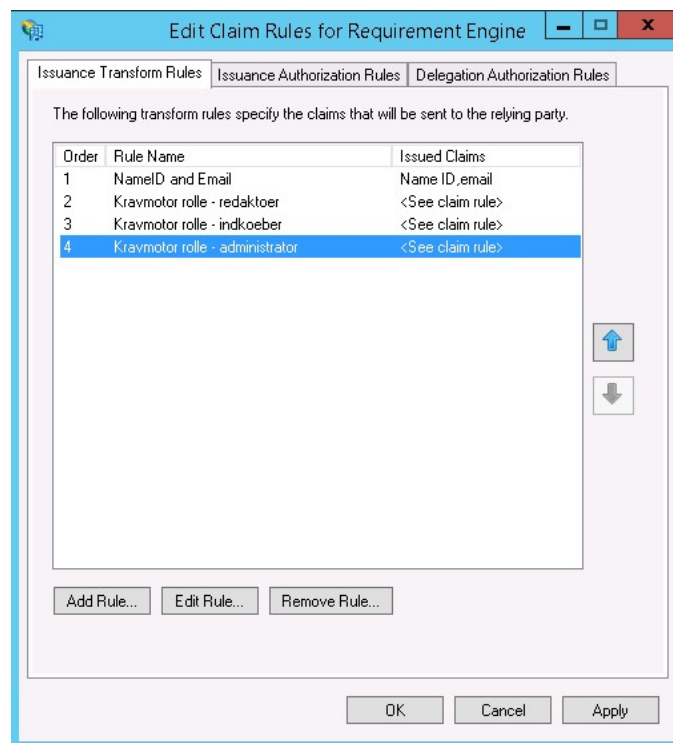 Edit Claim Rules for Requirement Engine
Issuance Transform Rules Issuance Authorization Rules Delegation Authorization Rules
The following transform rules specify the claims that will be sent to the relying party.
Order Rule Name Issued Claims
1 NameID and Email Name ID,email
2 Kravmotor rolle - redaktoer <See claim rule>
3 Kravmotor rolle - indkoeber <See claim rule>
4 Kravmotor rolle - administrator <See claim rule>
Add Rule... Edit Rule... Remove Rule...
OK Cancel Apply